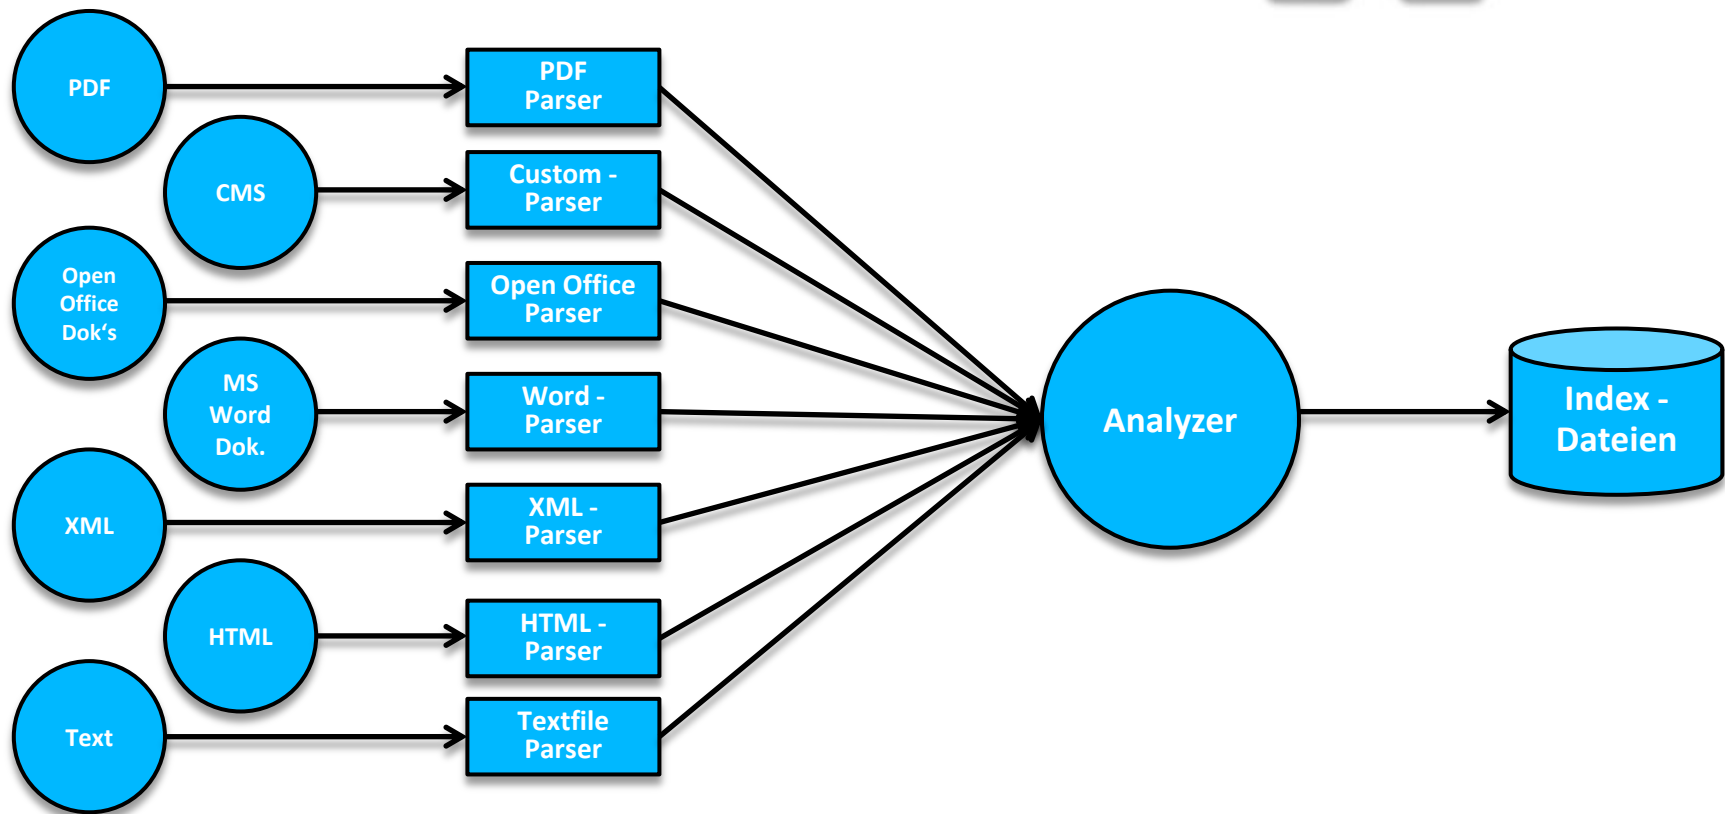 PDF
PDF
Parser
CMS
Custom -
Parser
Open
Office
Dok‘s
Open Office
Parser
MS
Word
Dok.
Word -
Parser
XML
XML -
Parser
HTML
HTML -
Parser
Text
Textfile
Parser
Analyzer
Index -
Dateien